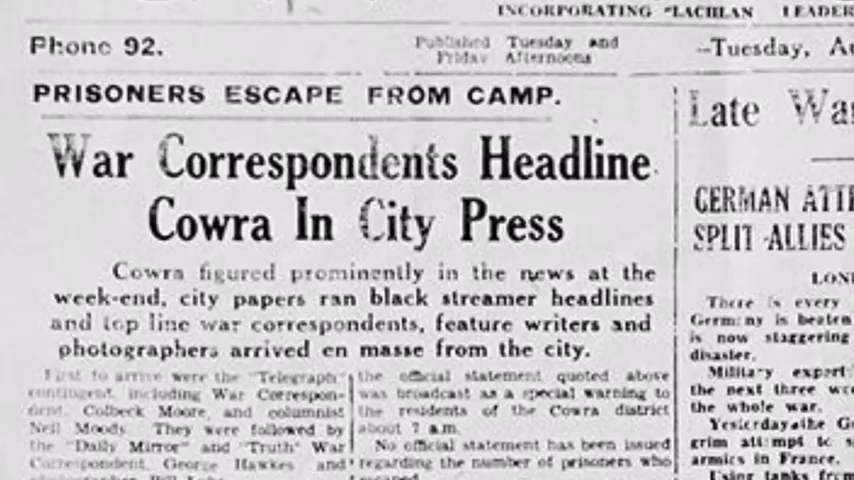 INCORPORATING "LACHLAN LEADER
Phone 92.
Published Tuesday and
Friday Afternoons
-Tuesday, Au
PRISONERS ESCAPE FROM CAMP.
War Correspondents Headline
Cowra In City Press
Cowra figured prominently in the news at the
week-end, city papers ran black streamer headlines
and top line war correspondents, feature writers and
photographers arrived en masse from the city.
First to arrive were the "Telegraph"
contingent, including War Correspon-
dent, Colbeck Moore, and columnist
Neil Moody. They were followed by
the "Daily Mirror" and "Truth" War
Correspondent, George Hawkes and
the official statement quoted above
was broadcast as a special warning to
the residents of the Cowra district
about 7 a.m.
No official statement has been issued
regarding the number of prisoners who
Late Wa
GERMAN ATTE
SPLIT ALLIES
LON
There is every
Germany is beaten
is now staggering
disaster.
Military expert
the next three we
the whole war.
Yesterday the G
grim attempt to s
armies in France.
Using tanks from